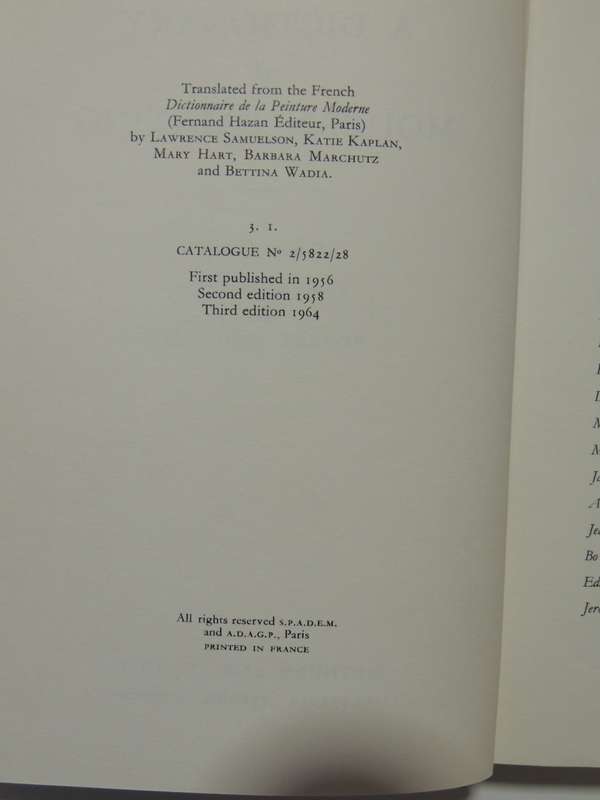 Translated from the French
Dictionnaire de la Peinture Moderne
(Fernand Hazan Éditeur, Paris)
by LAWRENCE SAMUELSON, KATIE KAPLAN,
MARY HART, BARBARA MARCHUTZ
and BETTINA WADIA.
3. 1.
CATALOGUE Nº 2/5822/28
First published in 1956
Second edition 1958
Third edition 1964
All rights reserved S.P.A.D.E.M.
and A.D.A.G.P., Paris
PRINTED IN FRANCE